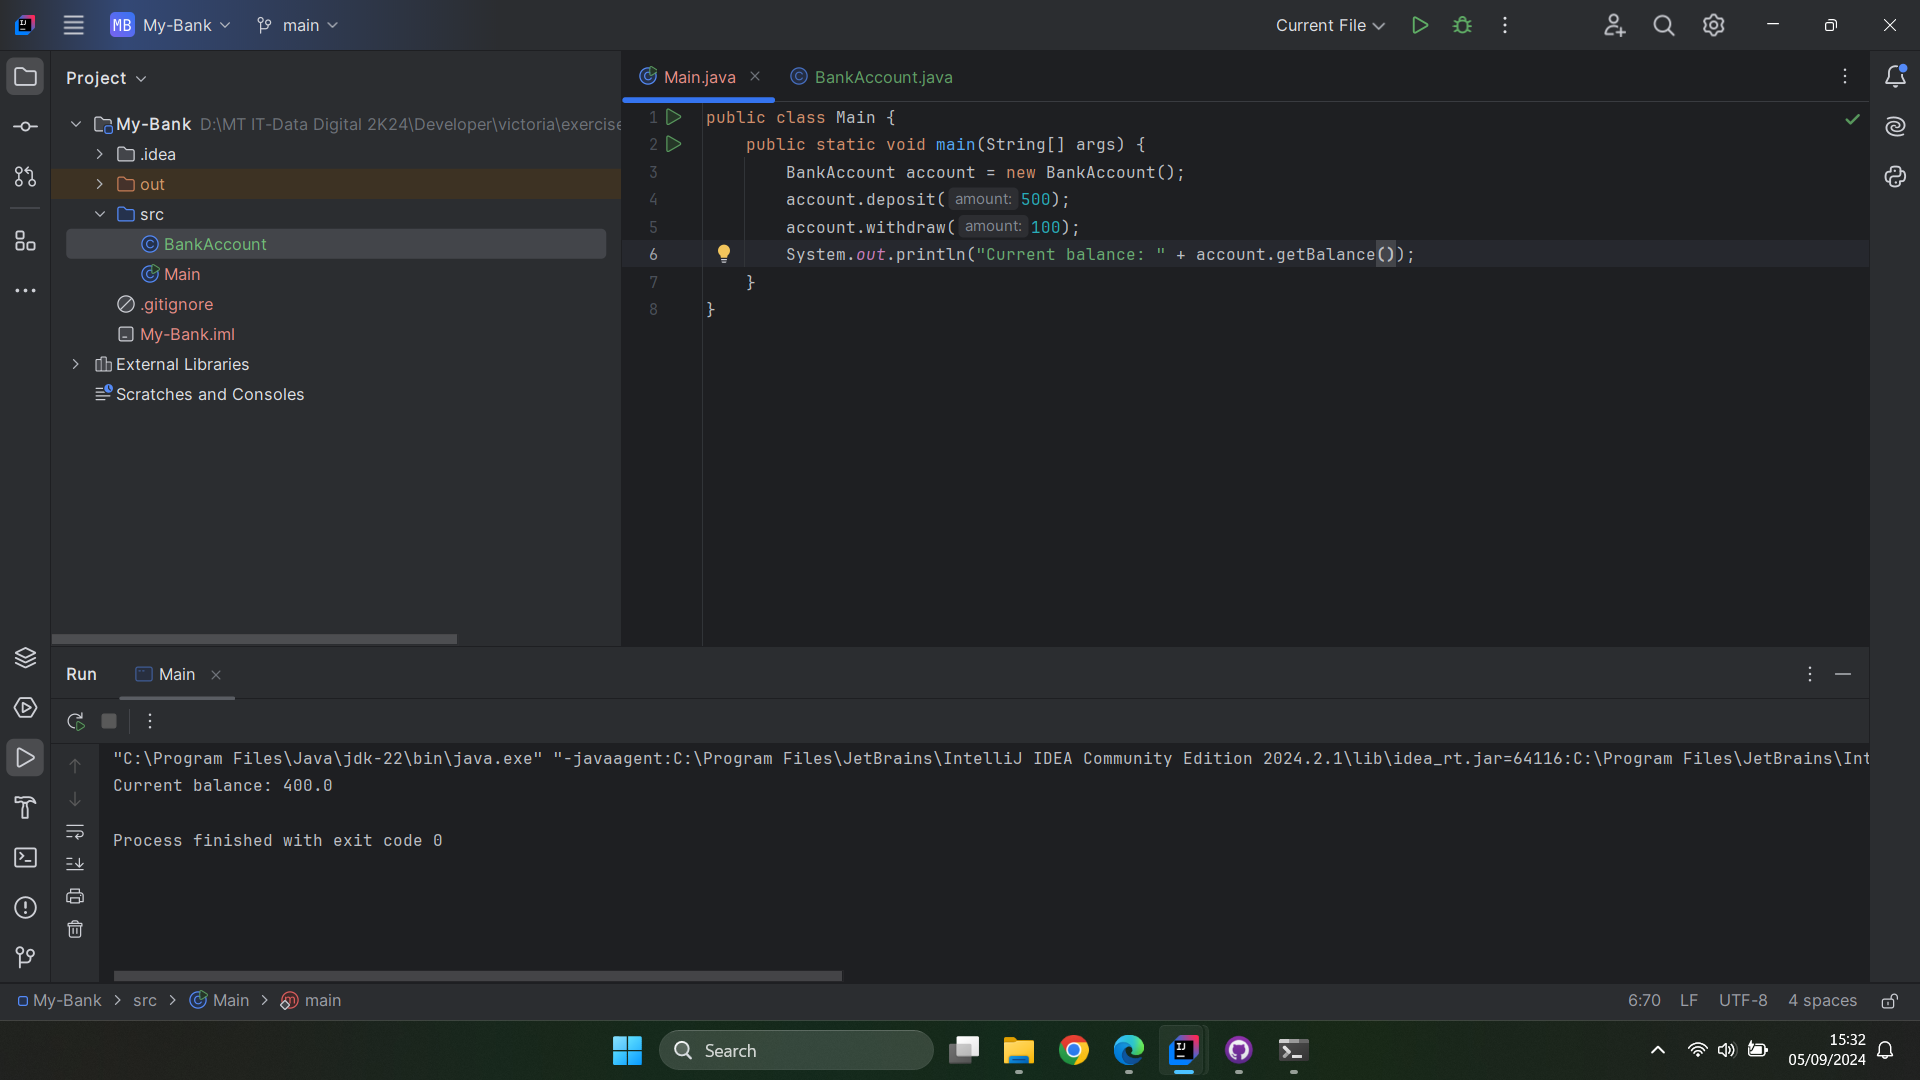 MB My-Bank main
Current File
Project
My-Bank D:\MT IT-Data Digital 2K24\Developer\victoria\exercise
.idea
out
src
BankAccount
Main
.gitignore
My-Bank.iml
External Libraries
Scratches and Consoles
Main.java BankAccount.java
1 public class Main {
2 public static void main(String[] args) {
3 BankAccount account = new BankAccount();
4 account.deposit( amount: 500);
5 account.withdraw( amount: 100);
6 System.out.println("Current balance: " + account.getBalance());
7 }
8 }
Run Main
"C:\Program Files\Java\jdk-22\bin\java.exe" "-javaagent:C:\Program Files\JetBrains\IntelliJ IDEA Community Edition 2024.2.1\lib\idea_rt.jar=64116:C:\Program Files\JetBrains\Int
Current balance: 400.0
Process finished with exit code 0
My-Bank > src > Main > main
6:70 LF UTF-8 4 spaces
Search
15:32
05/09/2024